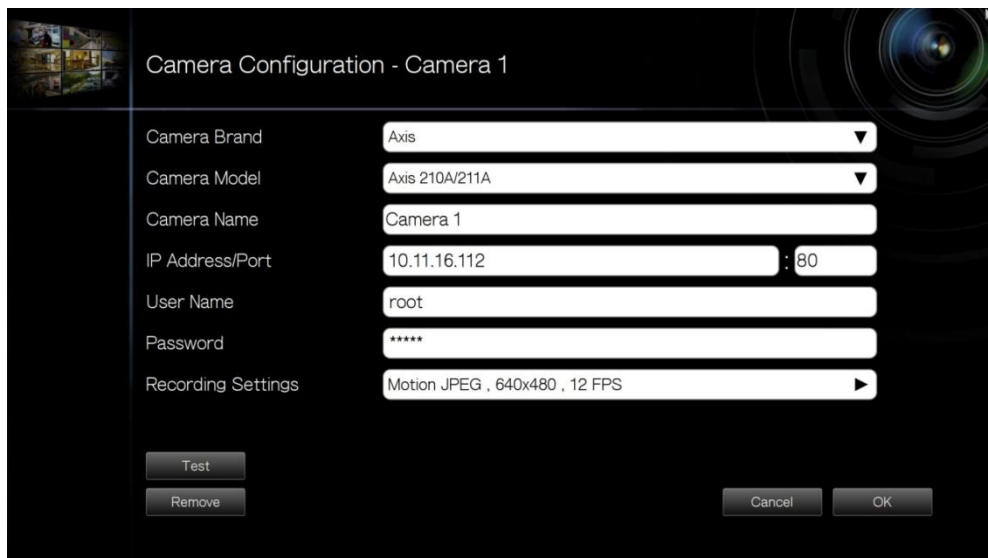 Camera Configuration - Camera 1
Camera Brand Axis ▼
Camera Model Axis 210A/211A ▼
Camera Name Camera 1
IP Address/Port 10.11.16.112 : 80
User Name root
Password *****
Recording Settings Motion JPEG , 640x480 , 12 FPS ►
Test
Remove Cancel OK